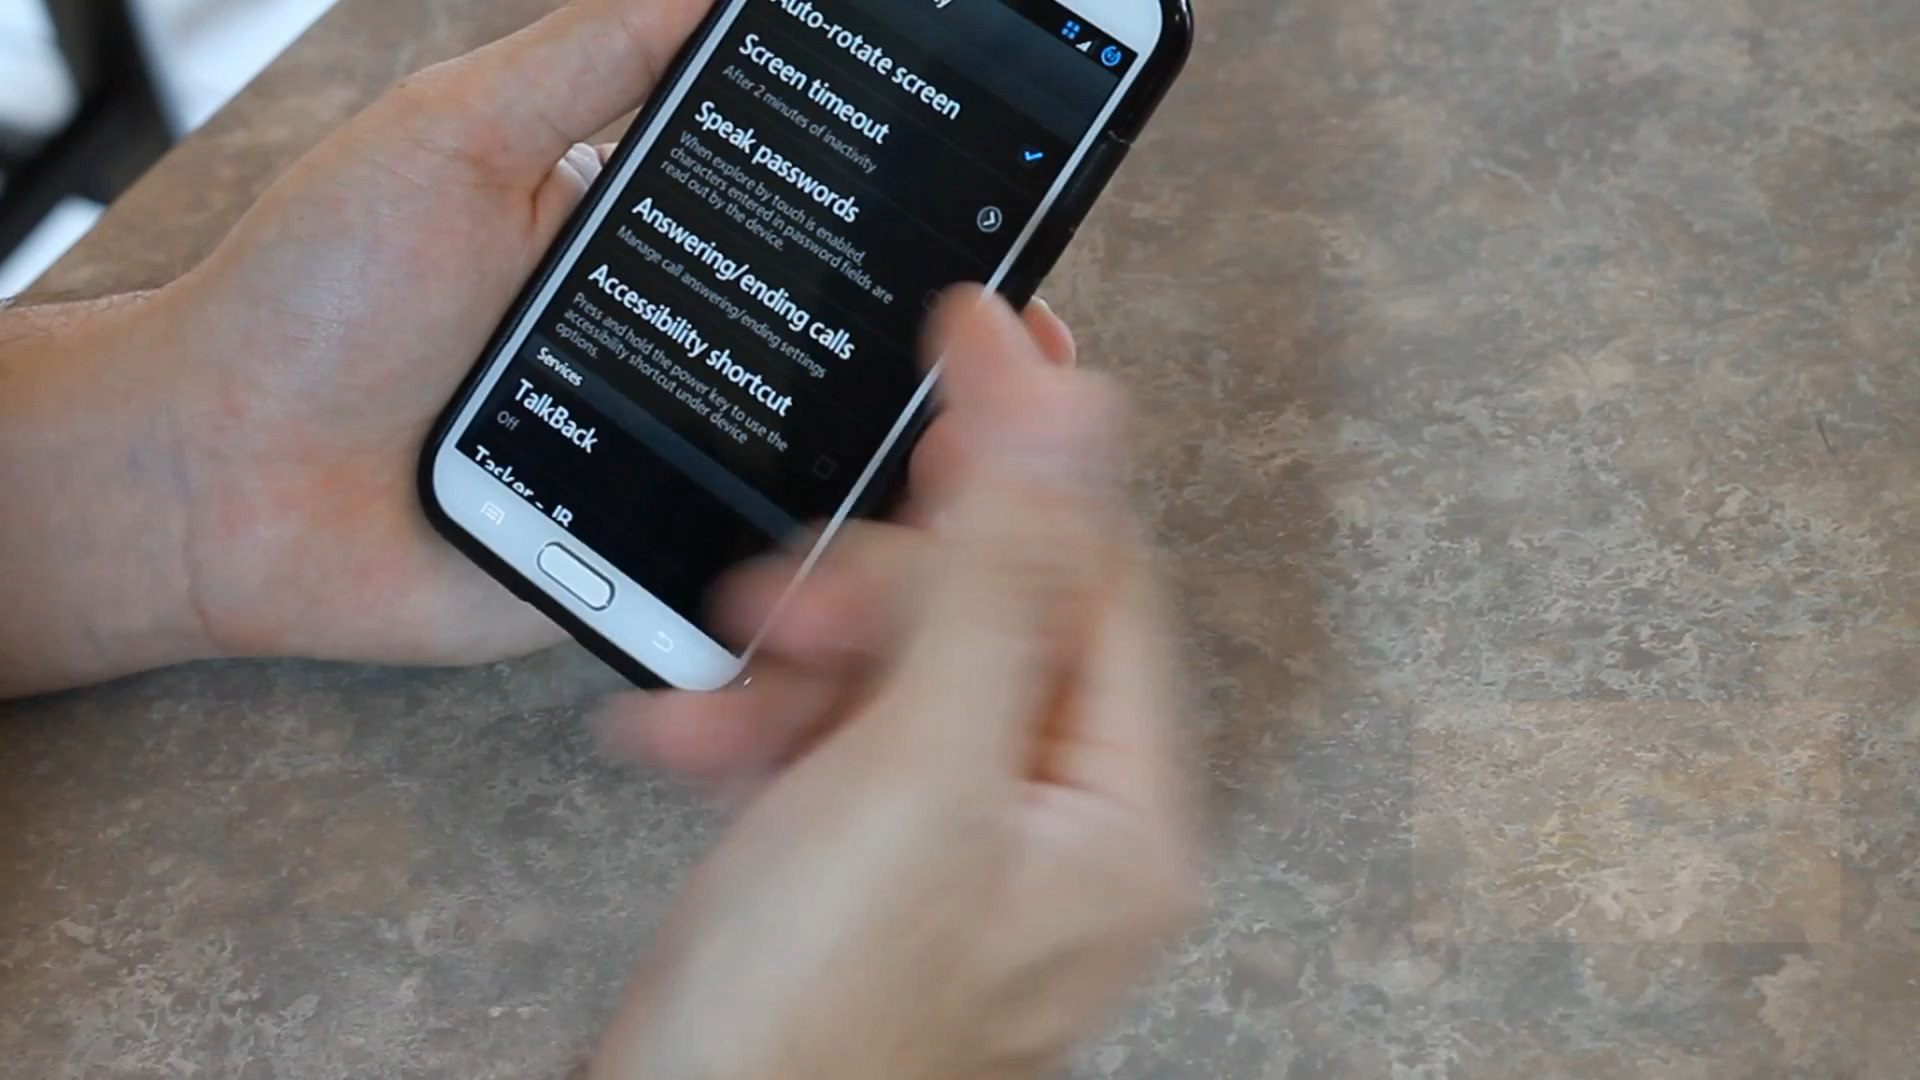 Auto-rotate screen
Screen timeout
After 2 minutes of inactivity
Speak passwords
When explore by touch is enabled,
characters entered in password fields are
read out by the device.
Answering/ending calls
Manage call answering/ending settings
Accessibility shortcut
Press and hold the power key to use the
accessibility shortcut under device
options.
Services
TalkBack
Off
Tasker - IR